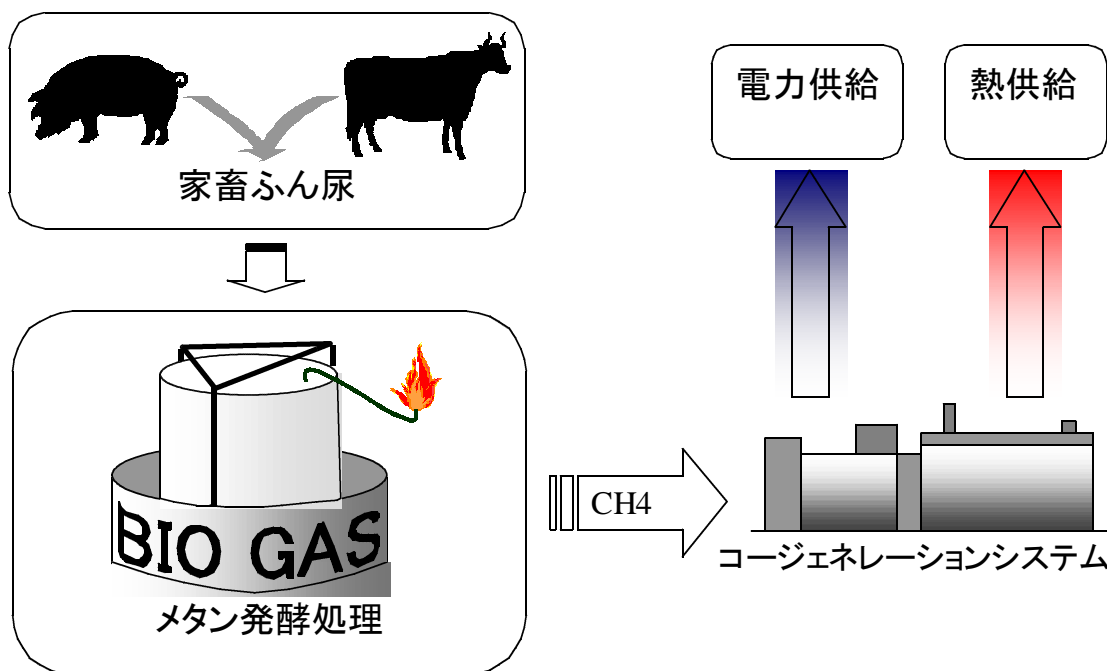 家畜ふん尿
BIO GAS
メタン発酵処理
CH4
電力供給
熱供給
コージェネレーションシステム